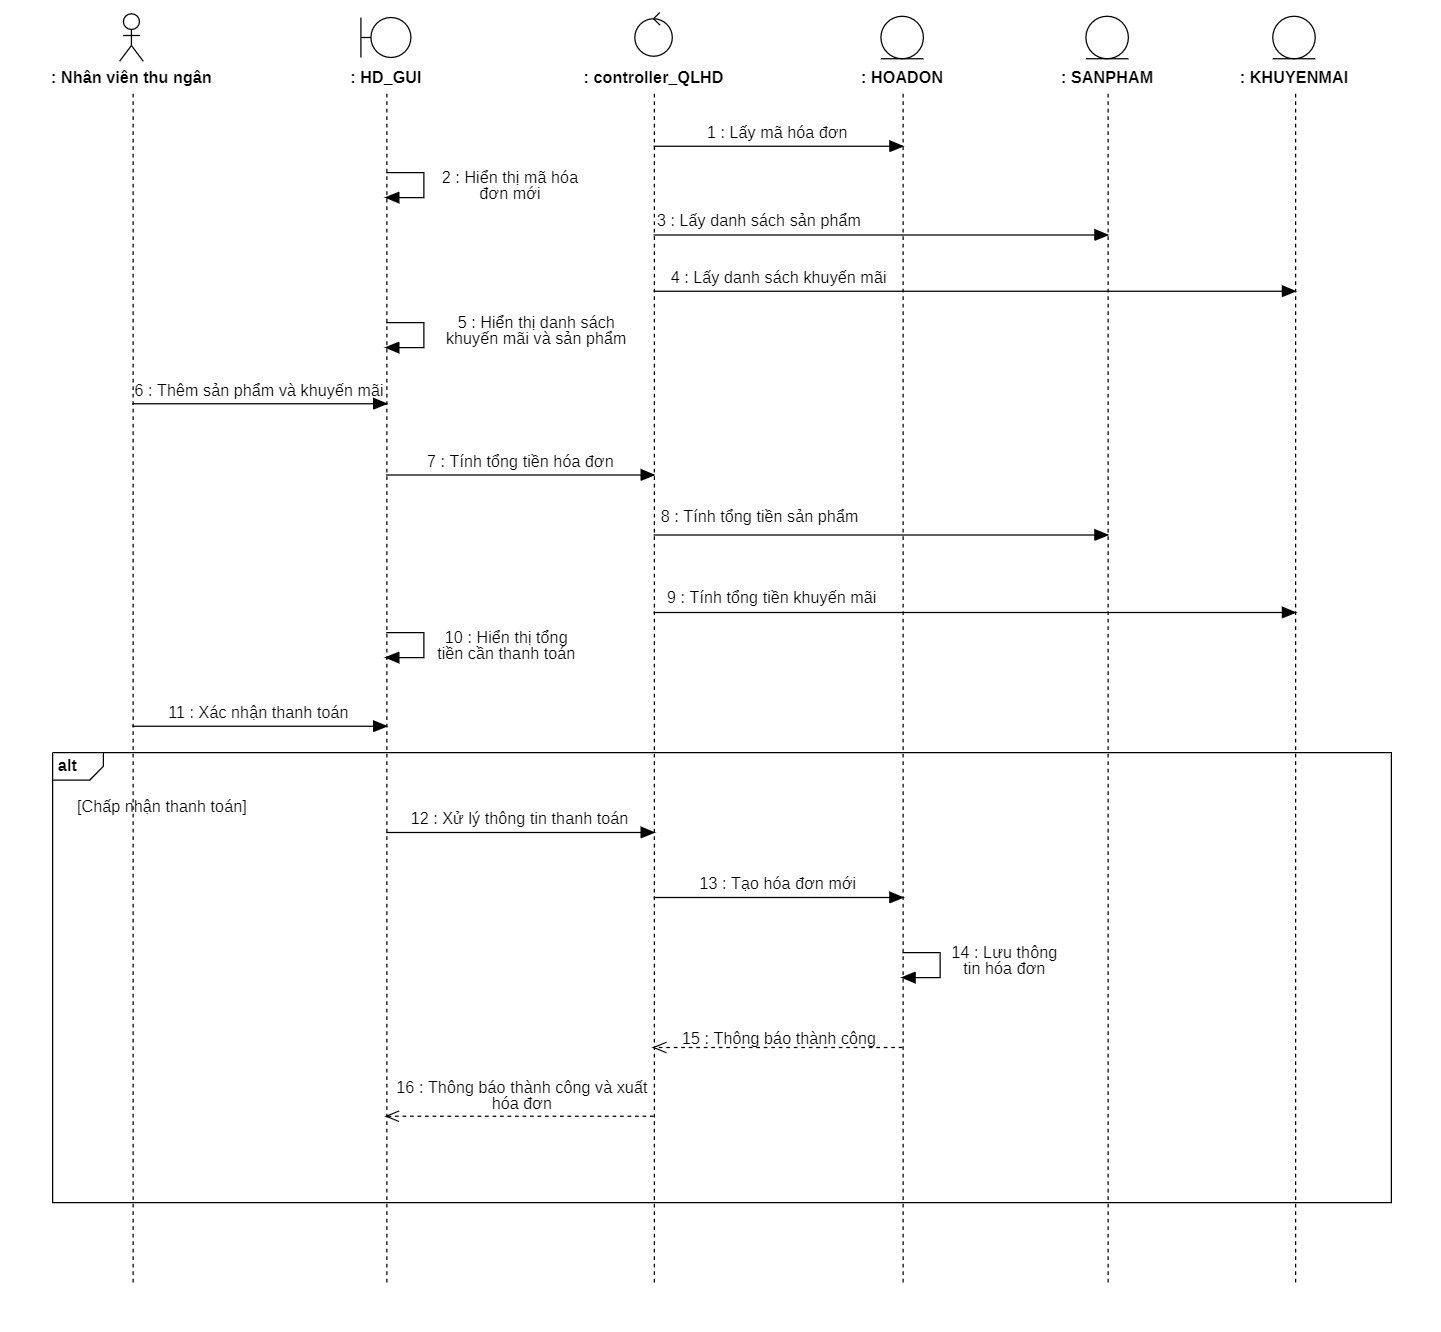 : Nhân viên thu ngân
: HD_GUI
: controller_QLHD
: HOADON
: SANPHAM
: KHUYENMAI
1 : Lấy mã hóa đơn
2 : Hiển thị mã hóa
đơn mới
3 : Lấy danh sách sản phẩm
4 : Lấy danh sách khuyến mãi
5 : Hiển thị danh sách
khuyến mãi và sản phẩm
6 : Thêm sản phẩm và khuyến mãi
7 : Tính tổng tiền hóa đơn
8 : Tính tổng tiền sản phẩm
9 : Tính tổng tiền khuyến mãi
10 : Hiển thị tổng
tiền cần thanh toán
11 : Xác nhận thanh toán
alt
[Chấp nhận thanh toán]
12 : Xử lý thông tin thanh toán
13 : Tạo hóa đơn mới
14 : Lưu thông
tin hóa đơn
15 : Thông báo thành công
16 : Thông báo thành công và xuất
hóa đơn